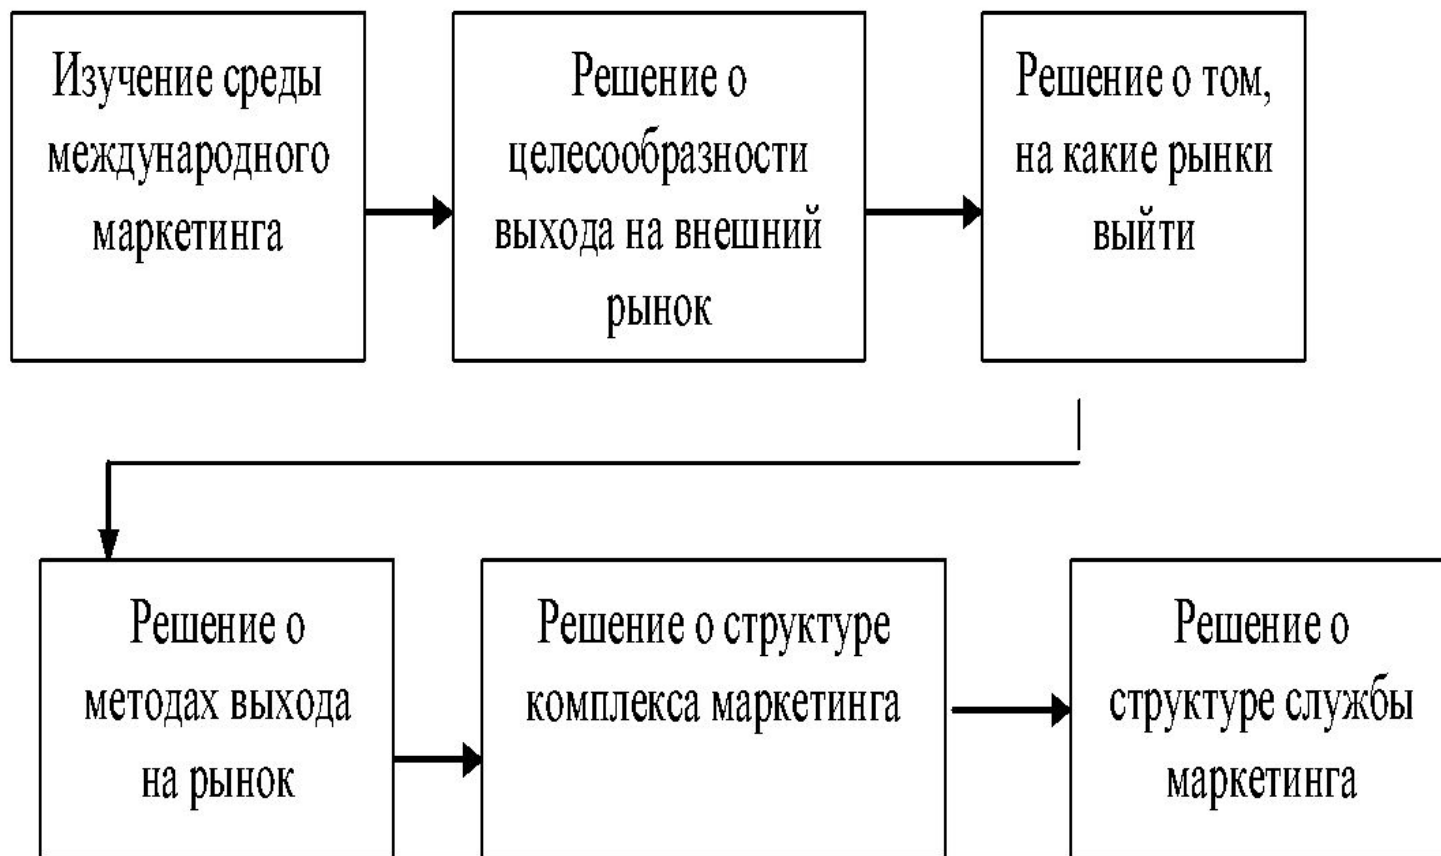 Изучение среды
международного
маркетинга
Решение о
целесообразности
выхода на внешний
рынок
Решение о том,
на какие рынки
выйти
Решение о
методах выхода
на рынок
Решение о структуре
комплекса маркетинга
Решение о
структуре службы
маркетинга